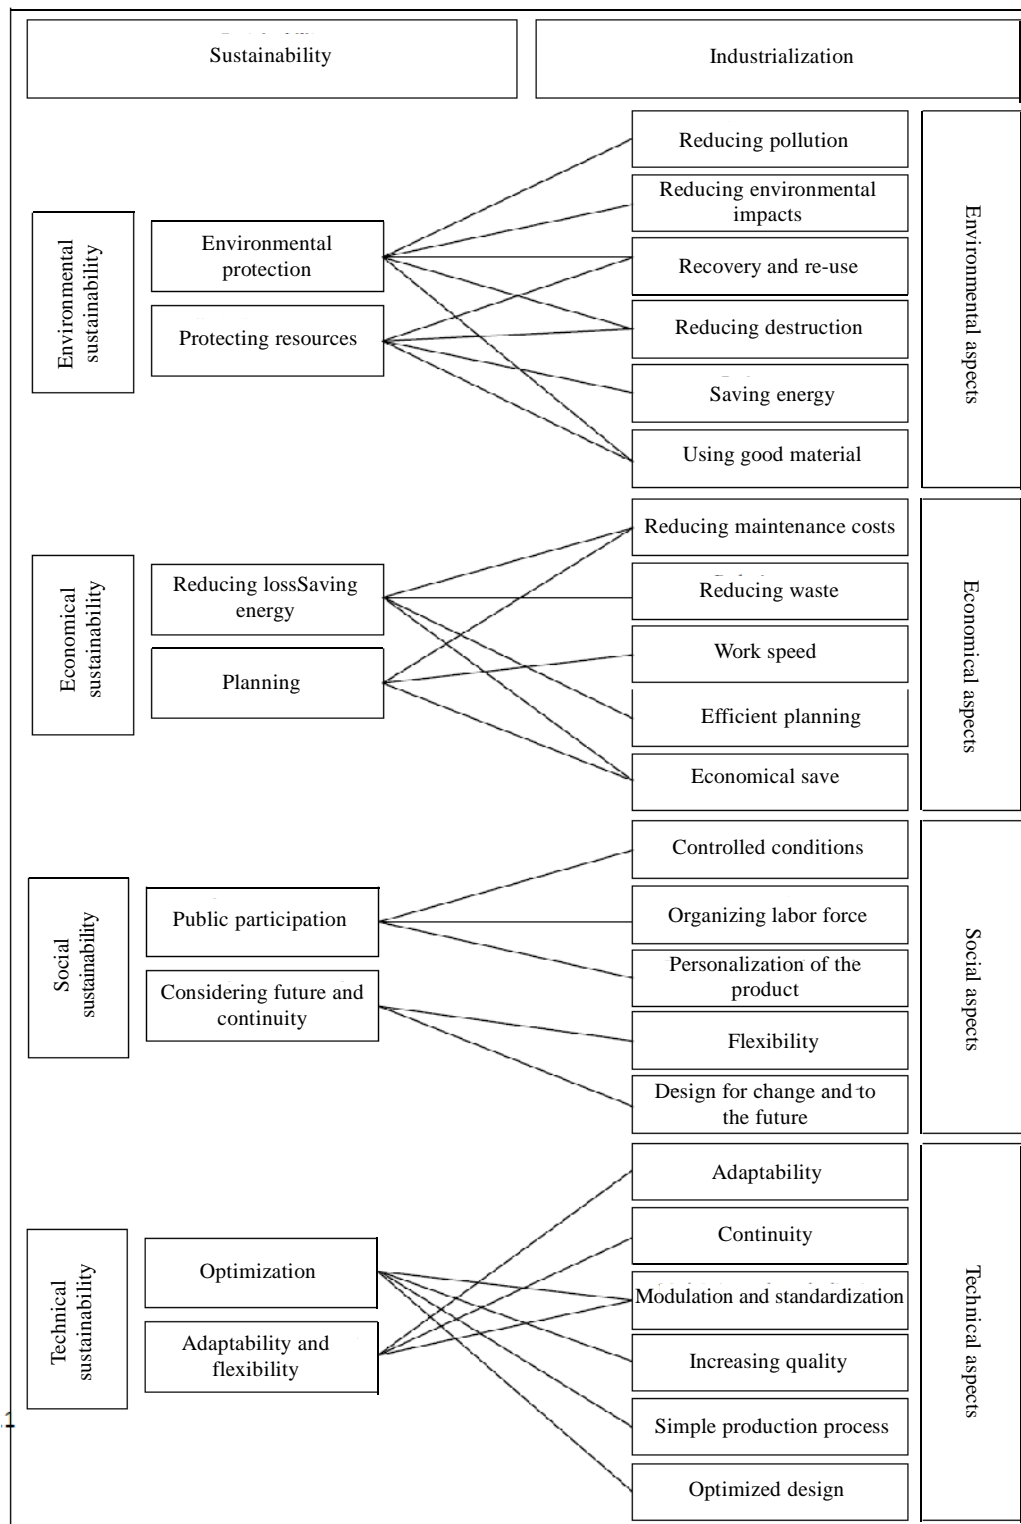 Sustainability
Industrialization
Environmental
sustainability
Environmental
protection
Protecting resources
Reducing pollution
Reducing environmental
impacts
Recovery and re-use
Reducing destruction
Saving energy
Using good material
Environmental aspects
Economical
sustainability
Reducing lossSaving
energy
Planning
Reducing maintenance costs
Reducing waste
Work speed
Efficient planning
Economical save
Economical aspects
Social
sustainability
Public participation
Considering future and
continuity
Controlled conditions
Organizing labor force
Personalization of the
product
Flexibility
Design for change and to
the future
Social aspects
Technical
sustainability
Optimization
Adaptability and
flexibility
Adaptability
Continuity
Modulation and standardization
Increasing quality
Simple production process
Optimized design
Technical aspects